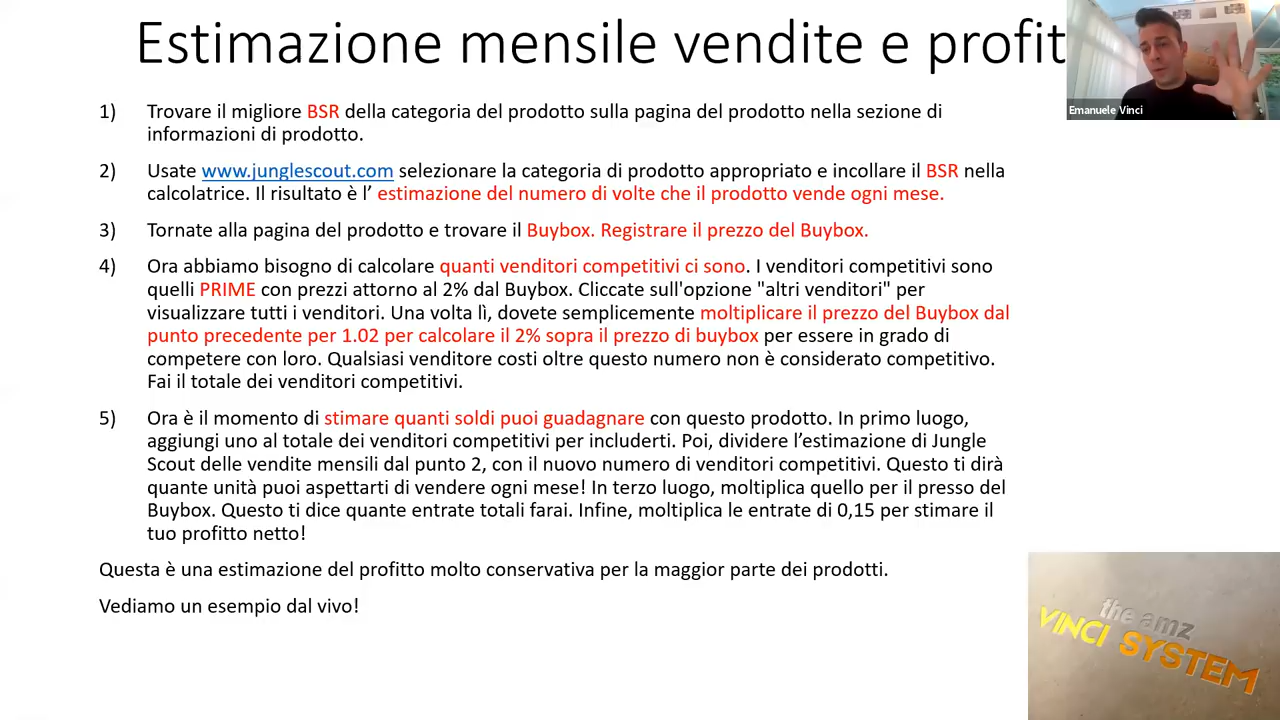 Estimazione mensile vendite e profit
Emanuele Vinci
1) Trovare il migliore BSR della categoria del prodotto sulla pagina del prodotto nella sezione di
informazioni di prodotto.
2) Usate www.junglescout.com selezionare la categoria di prodotto appropriato e incollare il BSR nella
calcolatrice. Il risultato è l’ estimazione del numero di volte che il prodotto vende ogni mese.
3) Tornate alla pagina del prodotto e trovare il Buybox. Registrare il prezzo del Buybox.
4) Ora abbiamo bisogno di calcolare quanti venditori competitivi ci sono. I venditori competitivi sono
quelli PRIME con prezzi attorno al 2% dal Buybox. Cliccate sull'opzione "altri venditori" per
visualizzare tutti i venditori. Una volta lì, dovete semplicemente moltiplicare il prezzo del Buybox dal
punto precedente per 1.02 per calcolare il 2% sopra il prezzo di buybox per essere in grado di
competere con loro. Qualsiasi venditore costi oltre questo numero non è considerato competitivo.
Fai il totale dei venditori competitivi.
5) Ora è il momento di stimare quanti soldi puoi guadagnare con questo prodotto. In primo luogo,
aggiungi uno al totale dei venditori competitivi per includerti. Poi, dividere l’estimazione di Jungle
Scout delle vendite mensili dal punto 2, con il nuovo numero di venditori competitivi. Questo ti dirà
quante unità puoi aspettarti di vendere ogni mese! In terzo luogo, moltiplica quello per il presso del
Buybox. Questo ti dice quante entrate totali farai. Infine, moltiplica le entrate di 0,15 per stimare il
tuo profitto netto!
Questa è una estimazione del profitto molto conservativa per la maggior parte dei prodotti.
Vediamo un esempio dal vivo!
the amz
VINCI SYSTEM